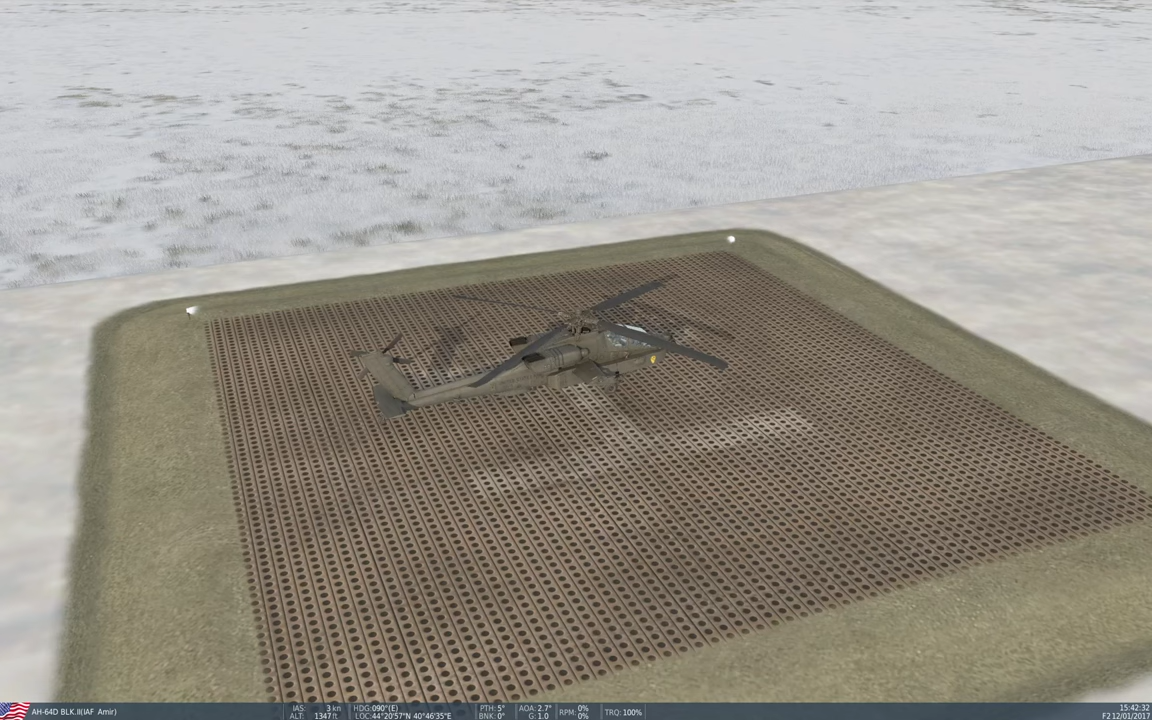 AH-64D BLK.II(IAF Amir)
IAS: 3 kn
ALT: 1347 ft
HDG:090°(E)
LOC:44°20'57"N 40°46'35"E
PTH: 5°
BNK: 0°
AOA: 2.7°
G: 1.0
RPM: 0%
0%
TRQ: 100%
15:42:32
F2 12/01/2017